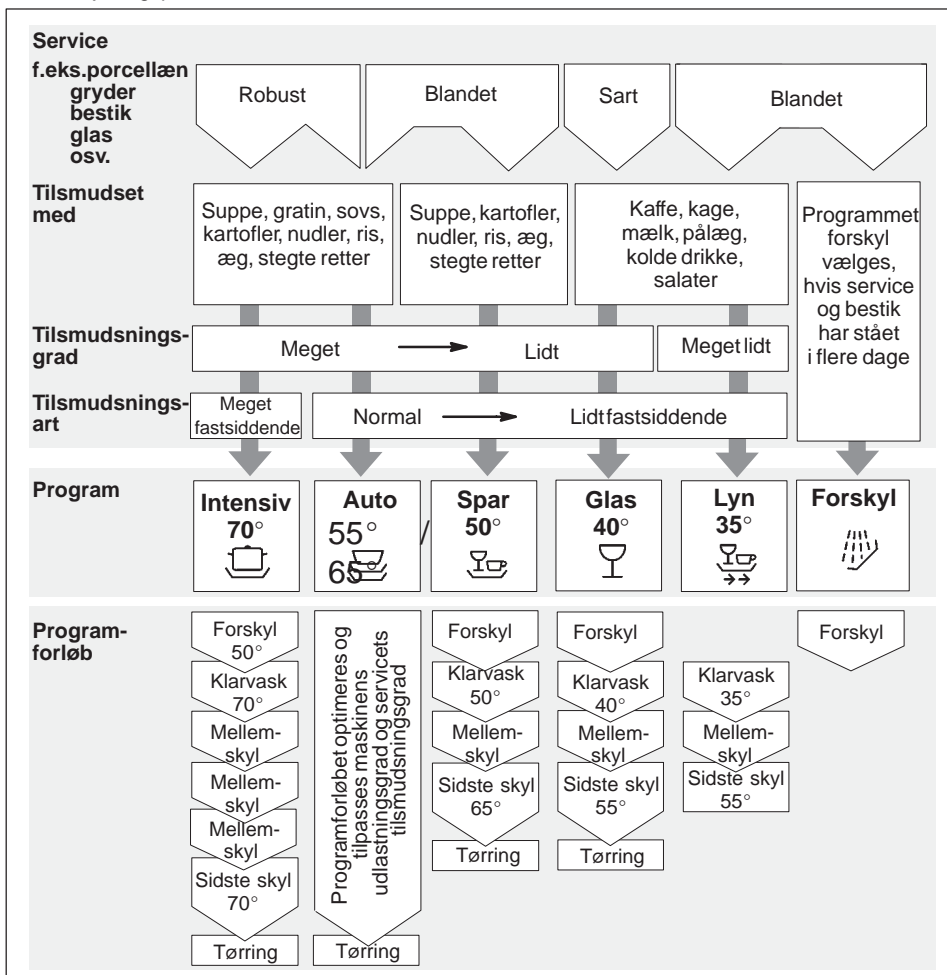 Service
f.eks.porcellæn
gryder
bestik
glas
osv.
Robust
Blandet
Sart
Blandet
Tilsmudset
med
Suppe, gratin, sovs,
kartofler, nudler, ris,
æg, stegte retter
Suppe, kartofler,
nudler, ris, æg,
stegte retter
Kaffe, kage,
mælk, pålæg,
kolde drikke,
salater
Programmet
forskyl
vælges,
hvis service
og bestik
har stået
i flere dage
Tilsmudsnings-
grad
Meget → Lidt
Meget lidt
Tilsmudsnings-
art
Meget
fastsiddende
Normal → Lidt fastsiddende
Program
Intensiv
70°
Auto
55° /
65°
Spar
50°
Glas
40°
Lyn
35°
Forskyl
Program-
forløb
Forskyl
50°
Klarvask
70°
Mellem-
skyl
Mellem-
skyl
Mellem-
skyl
Sidste skyl
70°
Tørring
Programforløbet optimeres og
tilpasses maskinens
udlastningsgrad og servicets
tilsmudsningsgrad
Tørring
Forskyl
Klarvask
50°
Mellem-
skyl
Sidste skyl
65°
Tørring
Forskyl
Klarvask
40°
Mellem-
skyl
Sidste skyl
55°
Tørring
Klarvask
35°
Mellem-
skyl
Sidste skyl
55°
Forskyl